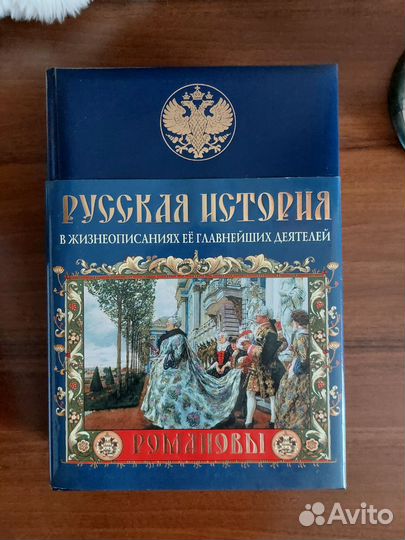 РУССКАЯ ИСТОРИЯ
В ЖИЗНЕОПИСАНИЯХ ЕЁ ГЛАВНЕЙШИХ ДЕЯТЕЛЕЙ
РОМАНОВЫ
Avito